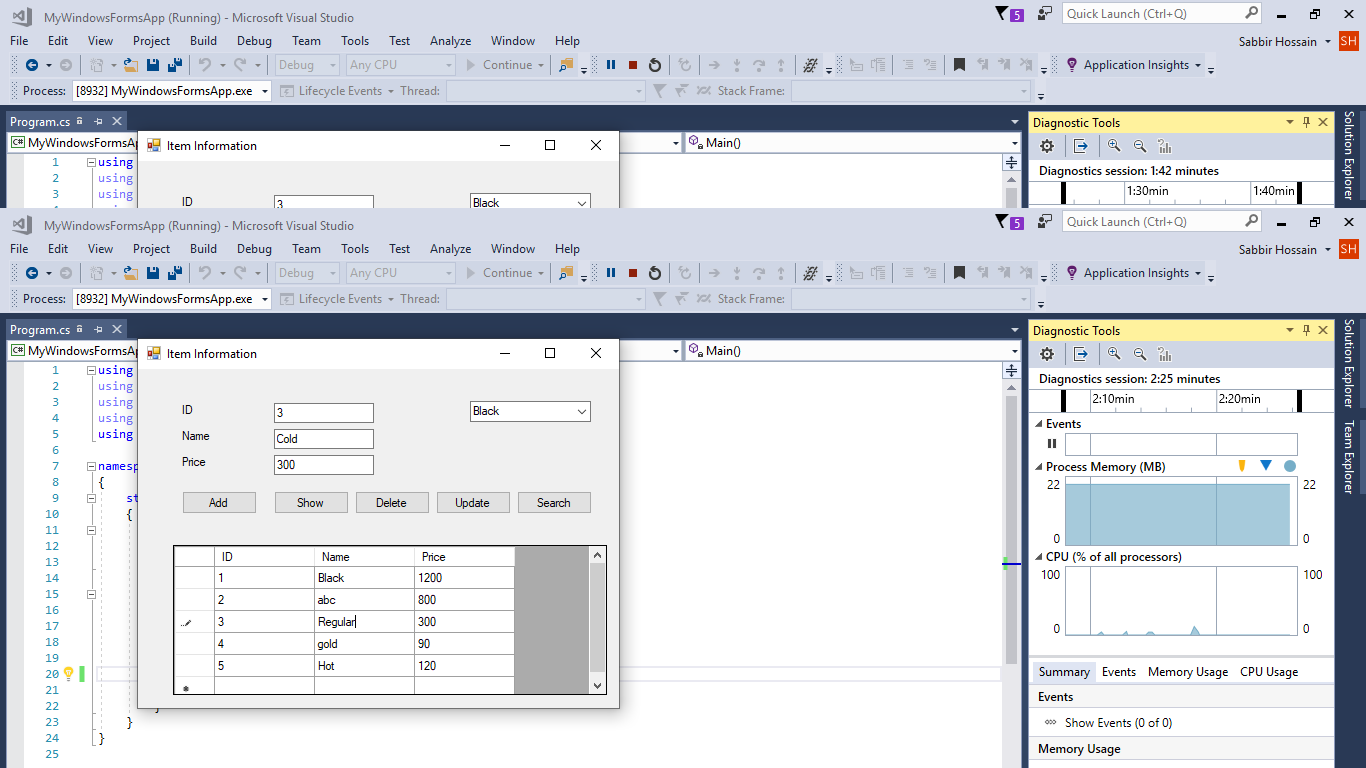 MyWindowsFormsApp (Running) - Microsoft Visual Studio
5
Quick Launch (Ctrl+Q)
File Edit View Project Build Debug Team Tools Test Analyze Window Help
Sabbir Hossain SH
Debug Any CPU Continue Application Insights
Process: [8932] MyWindowsFormsApp.exe Lifecycle Events Thread: Stack Frame:
Program.cs
Diagnostic Tools
Solution Explorer
C# MyWindowsFormsAp
Item Information
Main()
1 using
2 using
3 using
ID 3 Black
Diagnostics session: 1:42 minutes
1:30min 1:40min
MyWindowsFormsApp (Running) - Microsoft Visual Studio
5
Quick Launch (Ctrl+Q)
File Edit View Project Build Debug Team Tools Test Analyze Window Help
Sabbir Hossain SH
Debug Any CPU Continue Application Insights
Process: [8932] MyWindowsFormsApp.exe Lifecycle Events Thread: Stack Frame:
Program.cs
Diagnostic Tools
Solution Explorer
Team Explorer
C# MyWindowsFormsAp
Item Information
Main()
1 using
2 using
3 using
4 using
5 using
6
7 namesp
8 {
9 st
10 {
11
12
13
14
15
16
17
18
19
20
21
22 }
23 }
24 }
25
ID 3 Black
Name Cold
Price 300
Add Show Delete Update Search
ID Name Price
1 Black 1200
2 abc 800
3 Regular 300
4 gold 90
5 Hot 120
Diagnostics session: 2:25 minutes
2:10min 2:20min
Events
Process Memory (MB)
22 22
0 0
CPU (% of all processors)
100 100
0 0
Summary Events Memory Usage CPU Usage
Events
Show Events (0 of 0)
Memory Usage